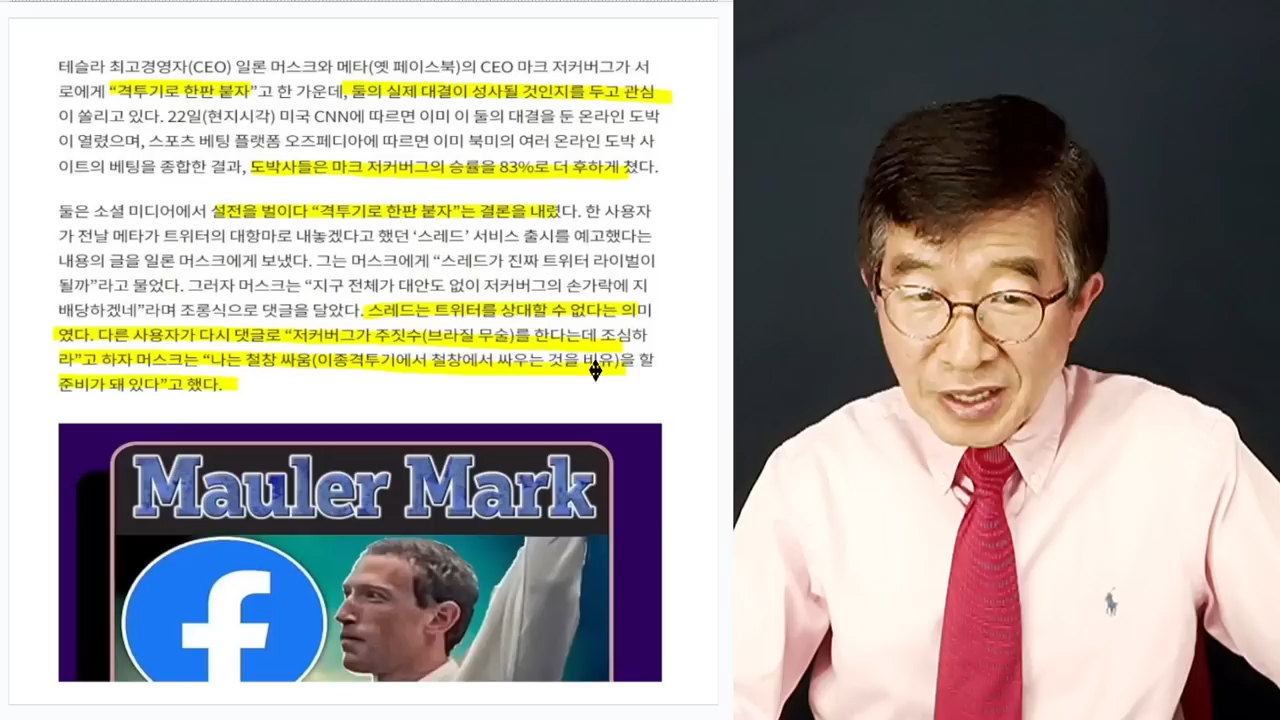 테슬라 최고경영자(CEO) 일론 머스크와 메타(옛 페이스북)의 CEO 마크 저커버그가 서
로에게 “격투기로 한판 붙자”고 한 가운데, 둘의 실제 대결이 성사될 것인지를 두고 관심
이 쏠리고 있다. 22일(현지시각) 미국 CNN에 따르면 이미 이 둘의 대결을 둔 온라인 도박
이 열렸으며, 스포츠 베팅 플랫폼 오즈페디아에 따르면 이미 북미의 여러 온라인 도박 사
이트의 베팅을 종합한 결과, 도박사들은 마크 저커버그의 승률을 83%로 더 후하게 쳤다.
둘은 소셜 미디어에서 설전을 벌이다 “격투기로 한판 붙자”는 결론을 내렸다. 한 사용자
가 전날 메타가 트위터의 대항마로 내놓겠다고 했던 ‘스레드’ 서비스 출시를 예고했다는
내용의 글을 일론 머스크에게 보냈다. 그는 머스크에게 “스레드가 진짜 트위터 라이벌이
될까”라고 물었다. 그러자 머스크는 “지구 전체가 대안도 없이 저커버그의 손가락에 지
배당하겠네”라며 조롱식으로 댓글을 달았다. 스레드는 트위터를 상대할 수 없다는 의미
였다. 다른 사용자가 다시 댓글로 “저커버그가 주짓수(브라질 무술)를 한다는데 조심하
라”고 하자 머스크는 “나는 철창 싸움(이종격투기에서 철창에서 싸우는 것을 비유)을 할
준비가 돼 있다”고 했다.
Mauler Mark
f